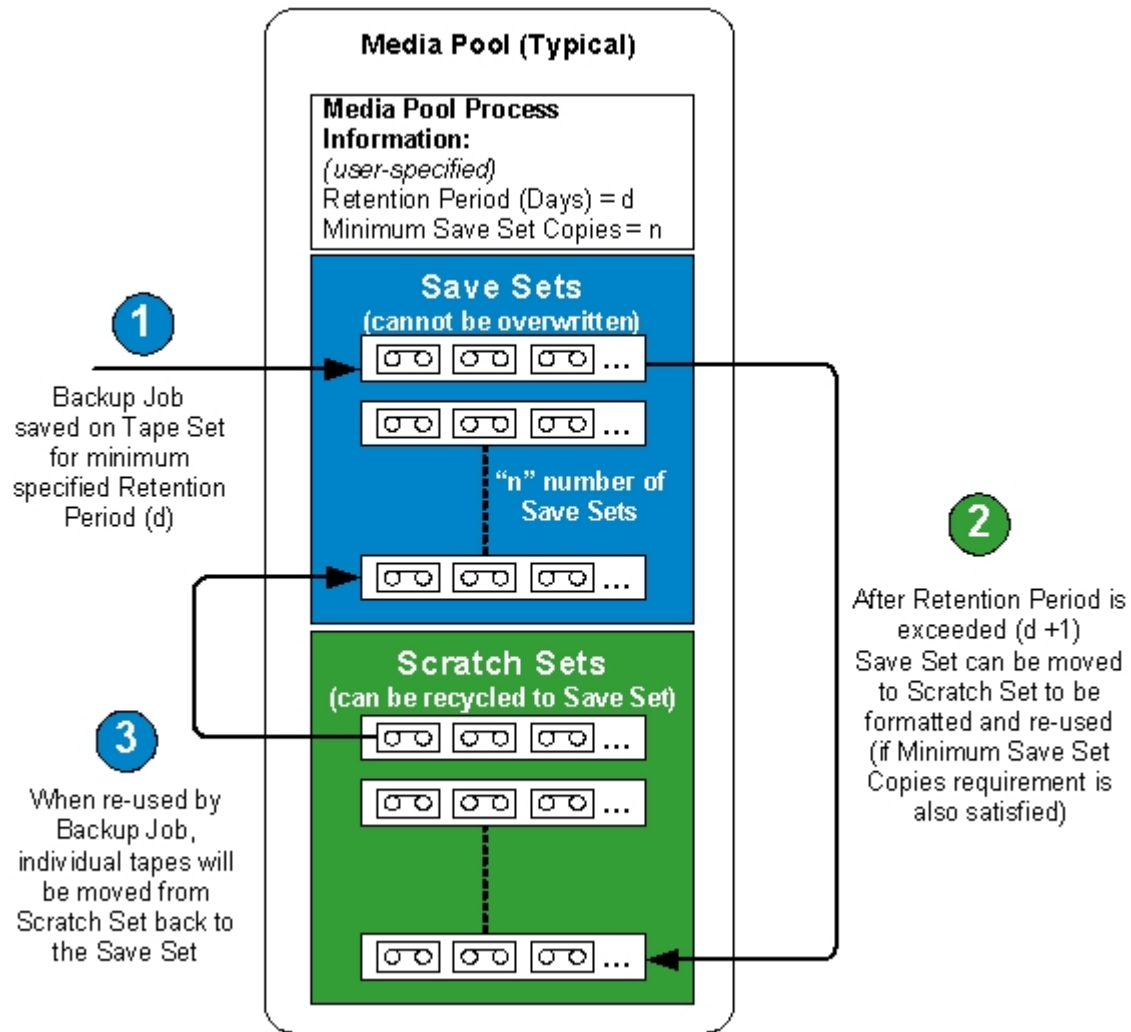 Media Pool (Typical)
Media Pool Process
Information:
(user-specified)
Retention Period (Days) = d
Minimum Save Set Copies = n
Save Sets
(cannot be overwritten)
...
...
"n" number of
Save Sets
...
Scratch Sets
(can be recycled to Save Set)
...
...
...
1
Backup Job
saved on Tape Set
for minimum
specified Retention
Period (d)
2
After Retention Period is
exceeded (d +1)
Save Set can be moved
to Scratch Set to be
formatted and re-used
(if Minimum Save Set
Copies requirement is
also satisfied)
3
When re-used by
Backup Job,
individual tapes will
be moved from
Scratch Set back to
the Save Set